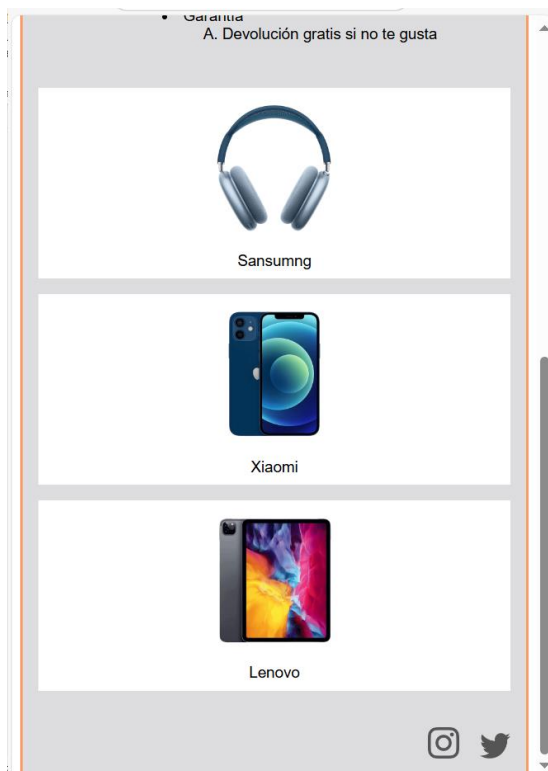 Garantía
A. Devolución gratis si no te gusta
Sansumng
Xiaomi
Lenovo